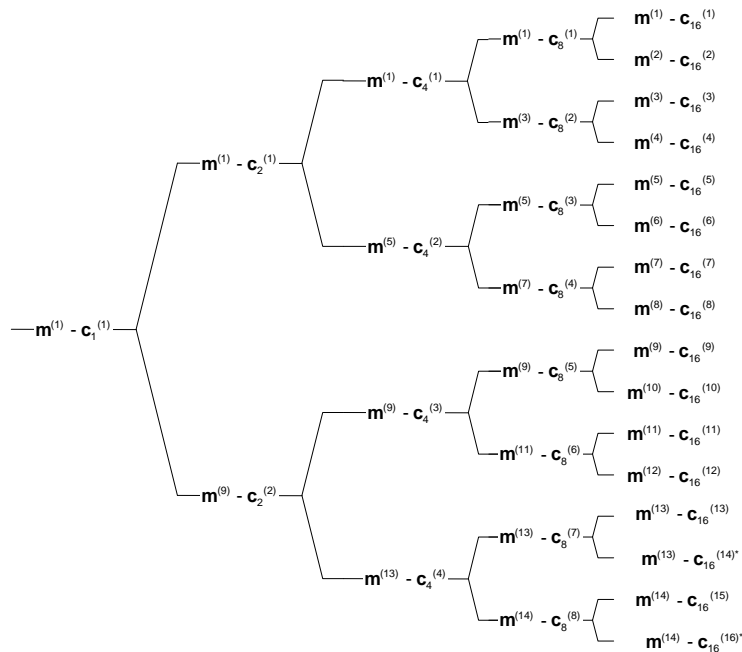 m(1) - c16(1)
m(1) - c8(1)
m(2) - c16(2)
m(1) - c4(1)
m(3) - c16(3)
m(3) - c8(2)
m(4) - c16(4)
m(1) - c2(1)
m(5) - c16(5)
m(5) - c8(3)
m(6) - c16(6)
m(5) - c4(2)
m(7) - c16(7)
m(7) - c8(4)
m(8) - c16(8)
m(1) - c1(1)
m(9) - c16(9)
m(9) - c8(5)
m(10) - c16(10)
m(9) - c4(3)
m(11) - c16(11)
m(11) - c8(6)
m(12) - c16(12)
m(9) - c2(2)
m(13) - c16(13)
m(13) - c8(7)
m(13) - c16(14)*
m(13) - c4(4)
m(14) - c16(15)
m(14) - c8(8)
m(14) - c16(16)*